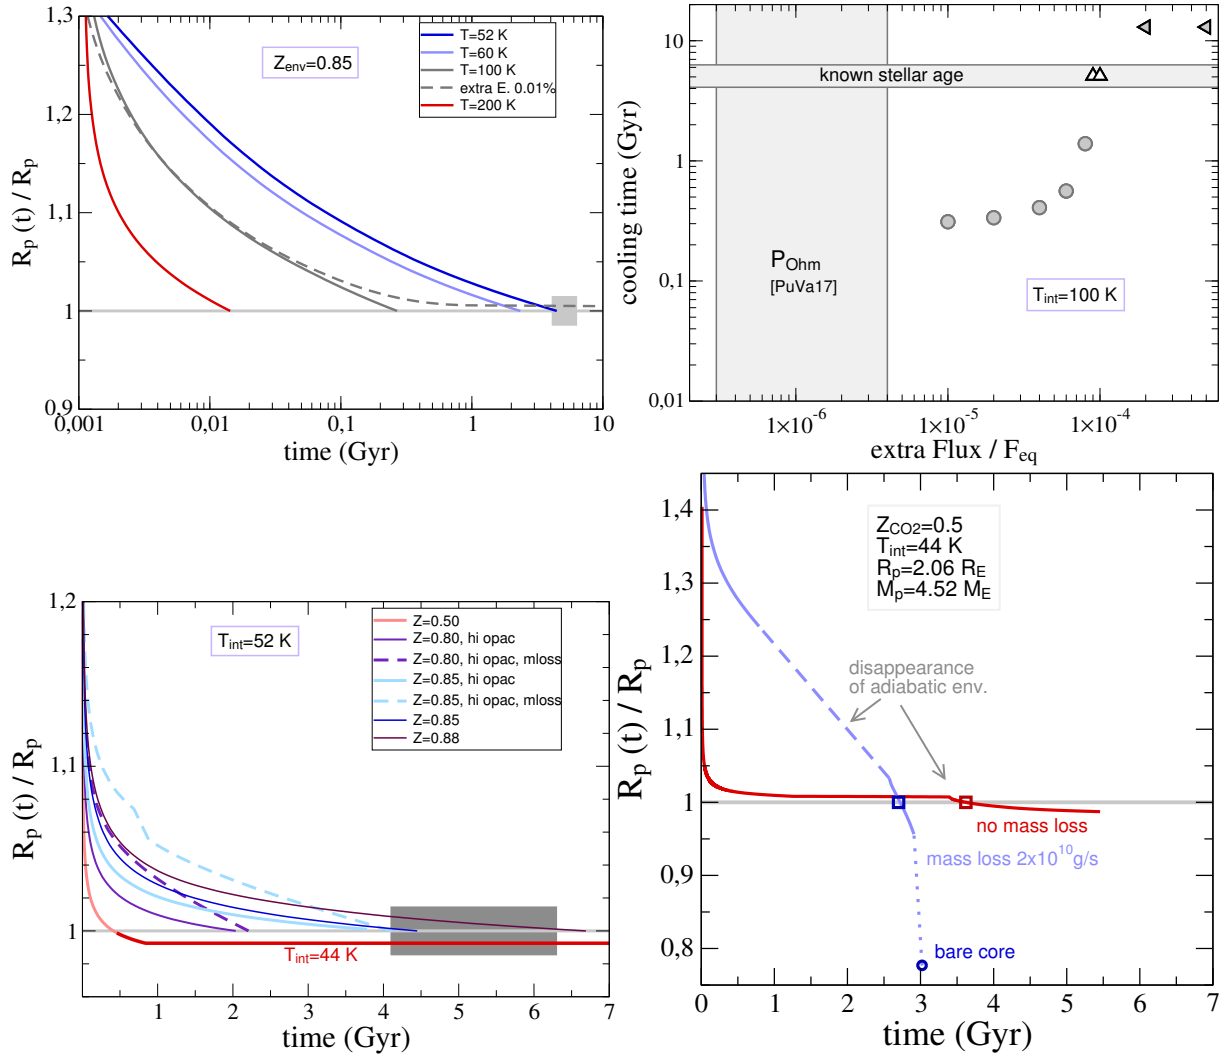 1,3
1,2
1,1
1
0,9
R_p (t) / R_p
Z_env=0.85
T=52 K
T=60 K
T=100 K
extra E. 0.01%
T=200 K
0,001
0,01
0,1
1
10
time (Gyr)
10
1
0,1
0,01
cooling time (Gyr)
known stellar age
P_Ohm
[PuVa17]
T_int=100 K
1×10^-6
1×10^-5
1×10^-4
extra Flux / F_eq
1,2
1,1
1
R_p (t) / R_p
T_int=52 K
Z=0.50
Z=0.80, hi opac
Z=0.80, hi opac, mloss
Z=0.85, hi opac
Z=0.85, hi opac, mloss
Z=0.85
Z=0.88
T_int=44 K
0
1
2
3
4
5
6
7
time (Gyr)
1,4
1,3
1,2
1,1
1
0,9
0,8
R_p (t) / R_p
Z_CO2=0.5
T_int=44 K
R_p=2.06 R_E
M_p=4.52 M_E
disappearance
of adiabatic env.
no mass loss
mass loss 2x10^10 g/s
bare core
0
1
2
3
4
5
6
7
time (Gyr)